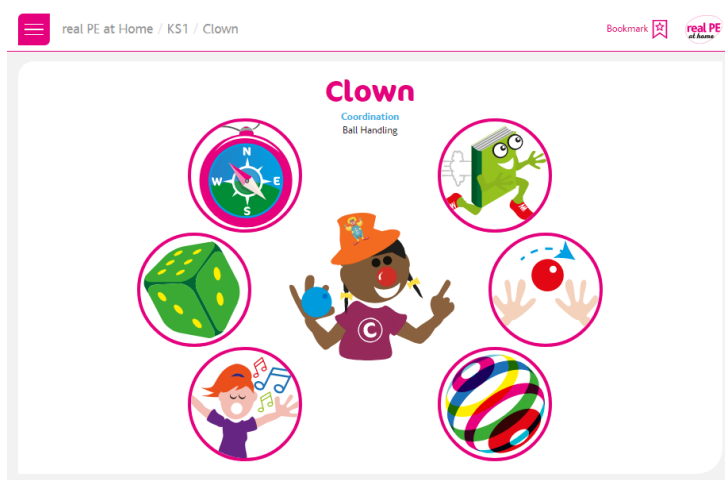 real PE at Home / KS1 / Clown
Bookmark
real PE
at home
Clown
Coordination
Ball Handling
N
W E
S
C